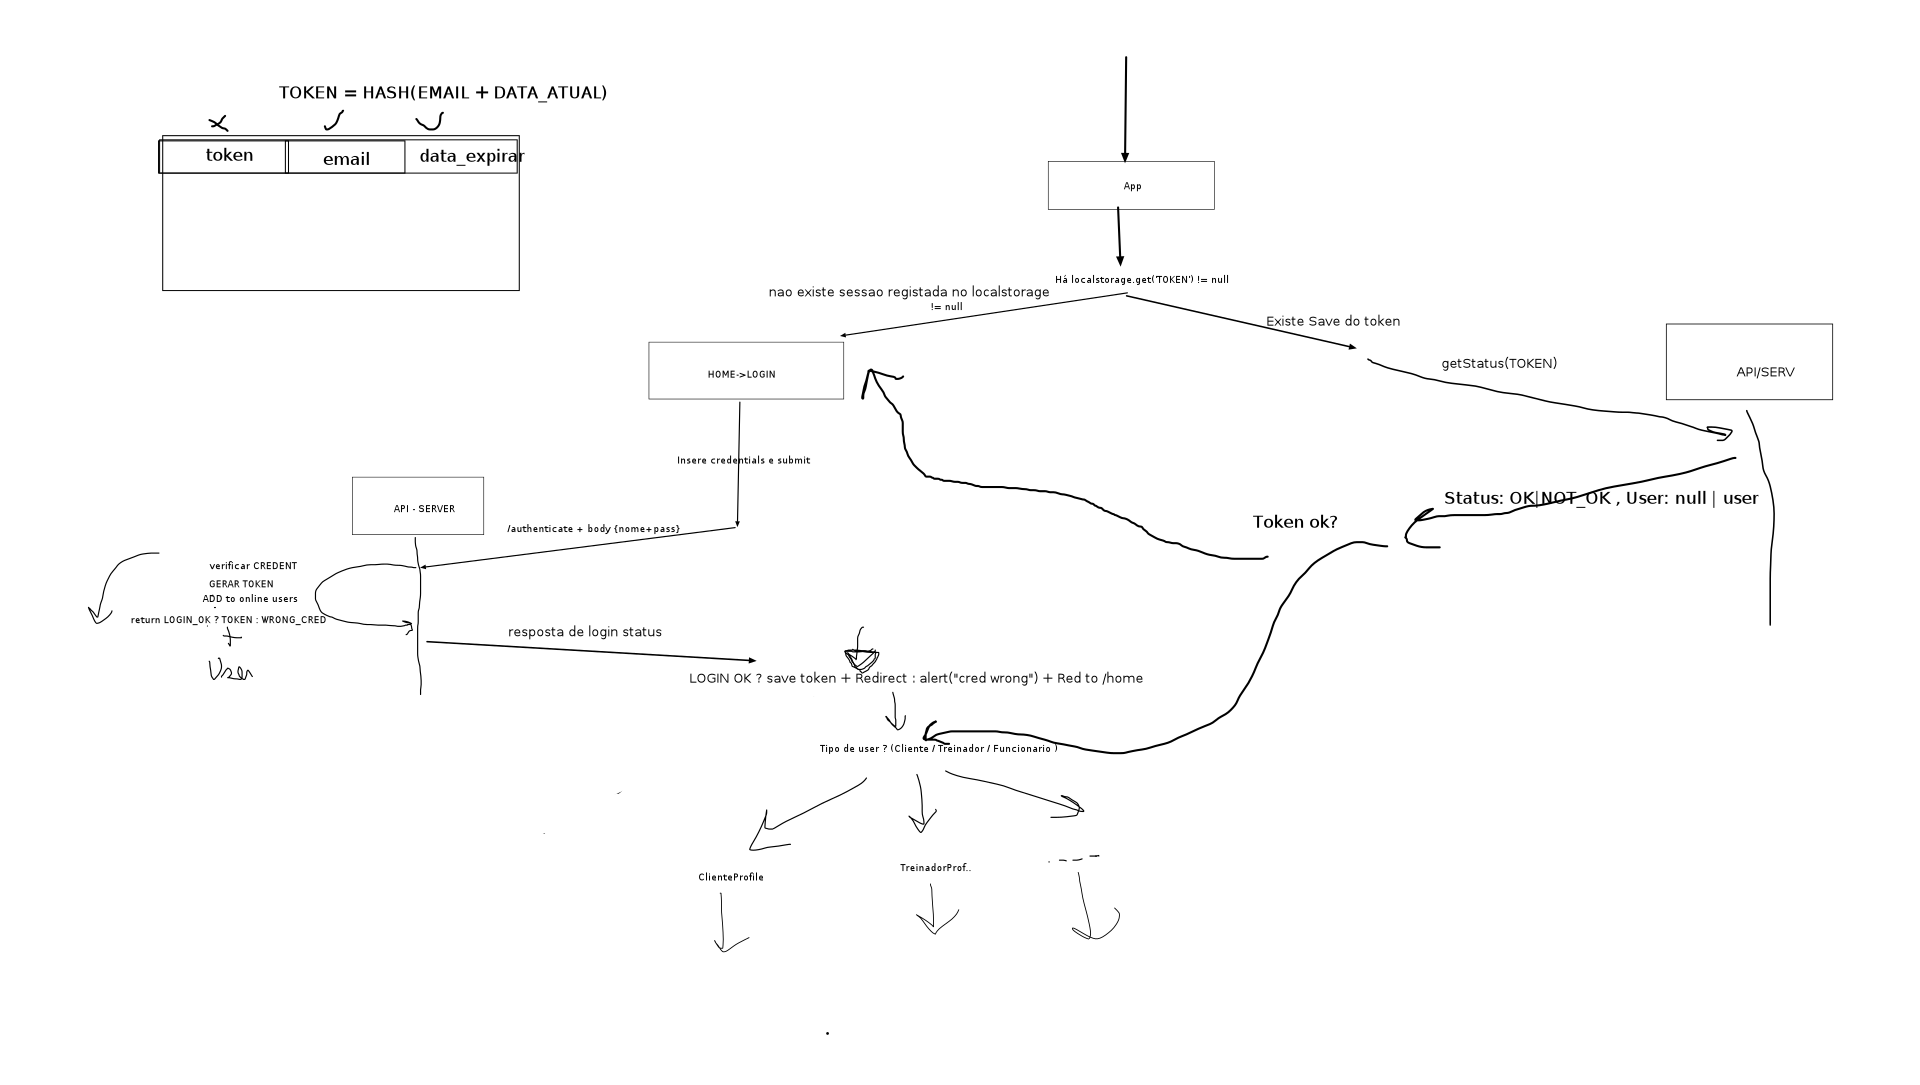 TOKEN = HASH(EMAIL + DATA_ATUAL)
token
email
data_expirar
App
Há localstorage.get('TOKEN') != null
nao existe sessao registada no localstorage
!= null
Existe Save do token
getStatus(TOKEN)
API/SERV
HOME->LOGIN
Insere credentials e submit
Status: OK|NOT_OK , User: null | user
Token ok?
API - SERVER
/authenticate + body {nome+pass}
verificar CREDENT
GERAR TOKEN
ADD to online users
return LOGIN_OK ? TOKEN : WRONG_CRED
+
User
resposta de login status
LOGIN OK ? save token + Redirect : alert("cred wrong") + Red to /home
Tipo de user ? (Cliente / Treinador / Funcionario )
ClienteProfile
TreinadorProf..
----